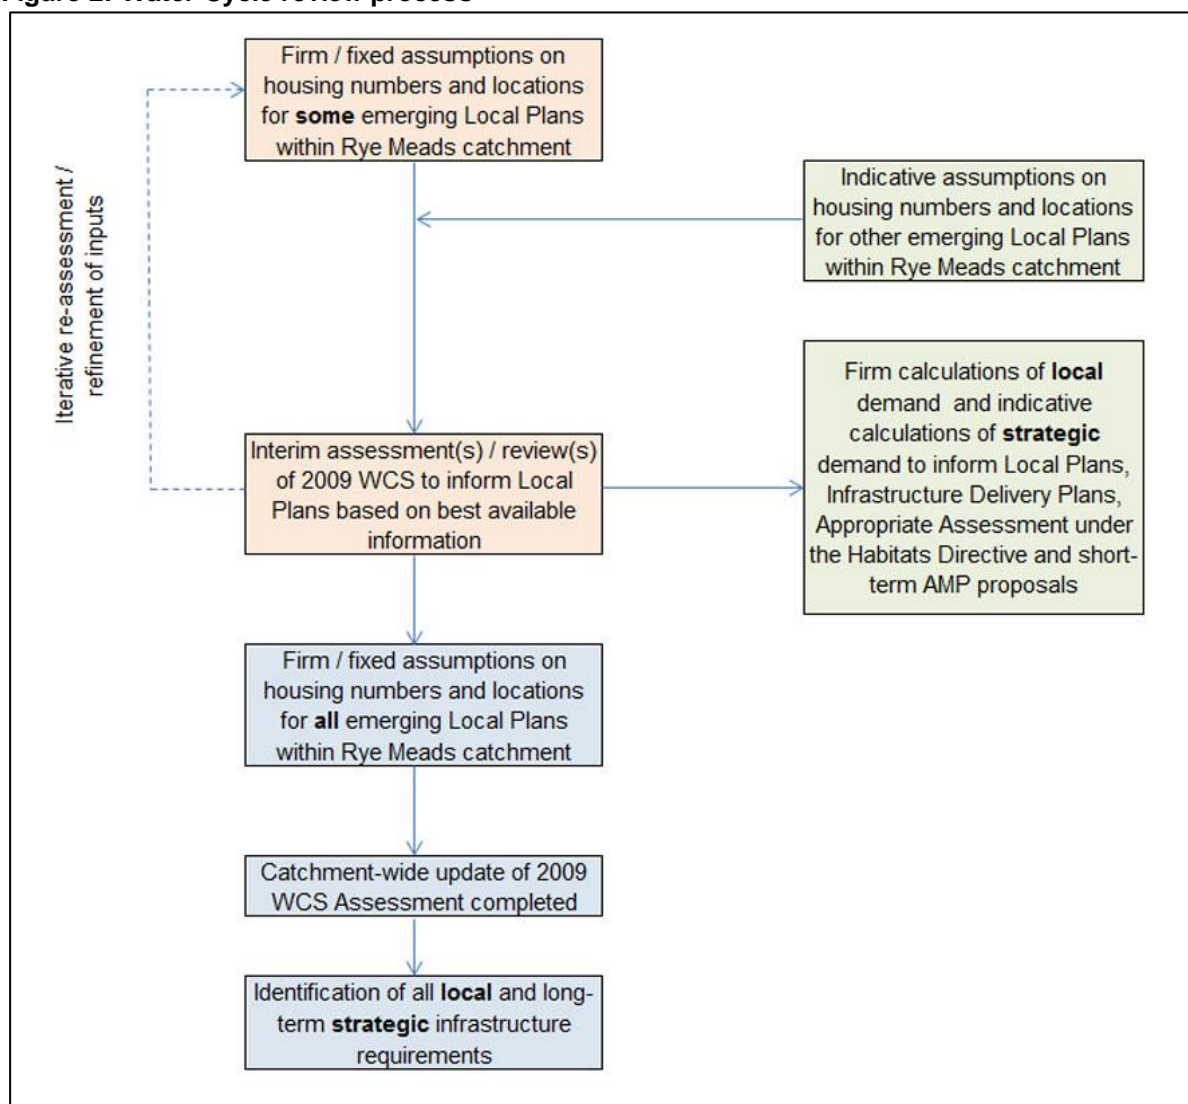 Figure 2: Water Cycle review process
Firm / fixed assumptions on
housing numbers and locations
for some emerging Local Plans
within Rye Meads catchment
Indicative assumptions on
housing numbers and locations
for other emerging Local Plans
within Rye Meads catchment
Iterative re-assessment /
refinement of inputs
Interim assessment(s) / review(s)
of 2009 WCS to inform Local
Plans based on best available
information
Firm calculations of local
demand and indicative
calculations of strategic
demand to inform Local Plans,
Infrastructure Delivery Plans,
Appropriate Assessment under
the Habitats Directive and short-
term AMP proposals
Firm / fixed assumptions on
housing numbers and locations
for all emerging Local Plans
within Rye Meads catchment
Catchment-wide update of 2009
WCS Assessment completed
Identification of all local and long-
term strategic infrastructure
requirements